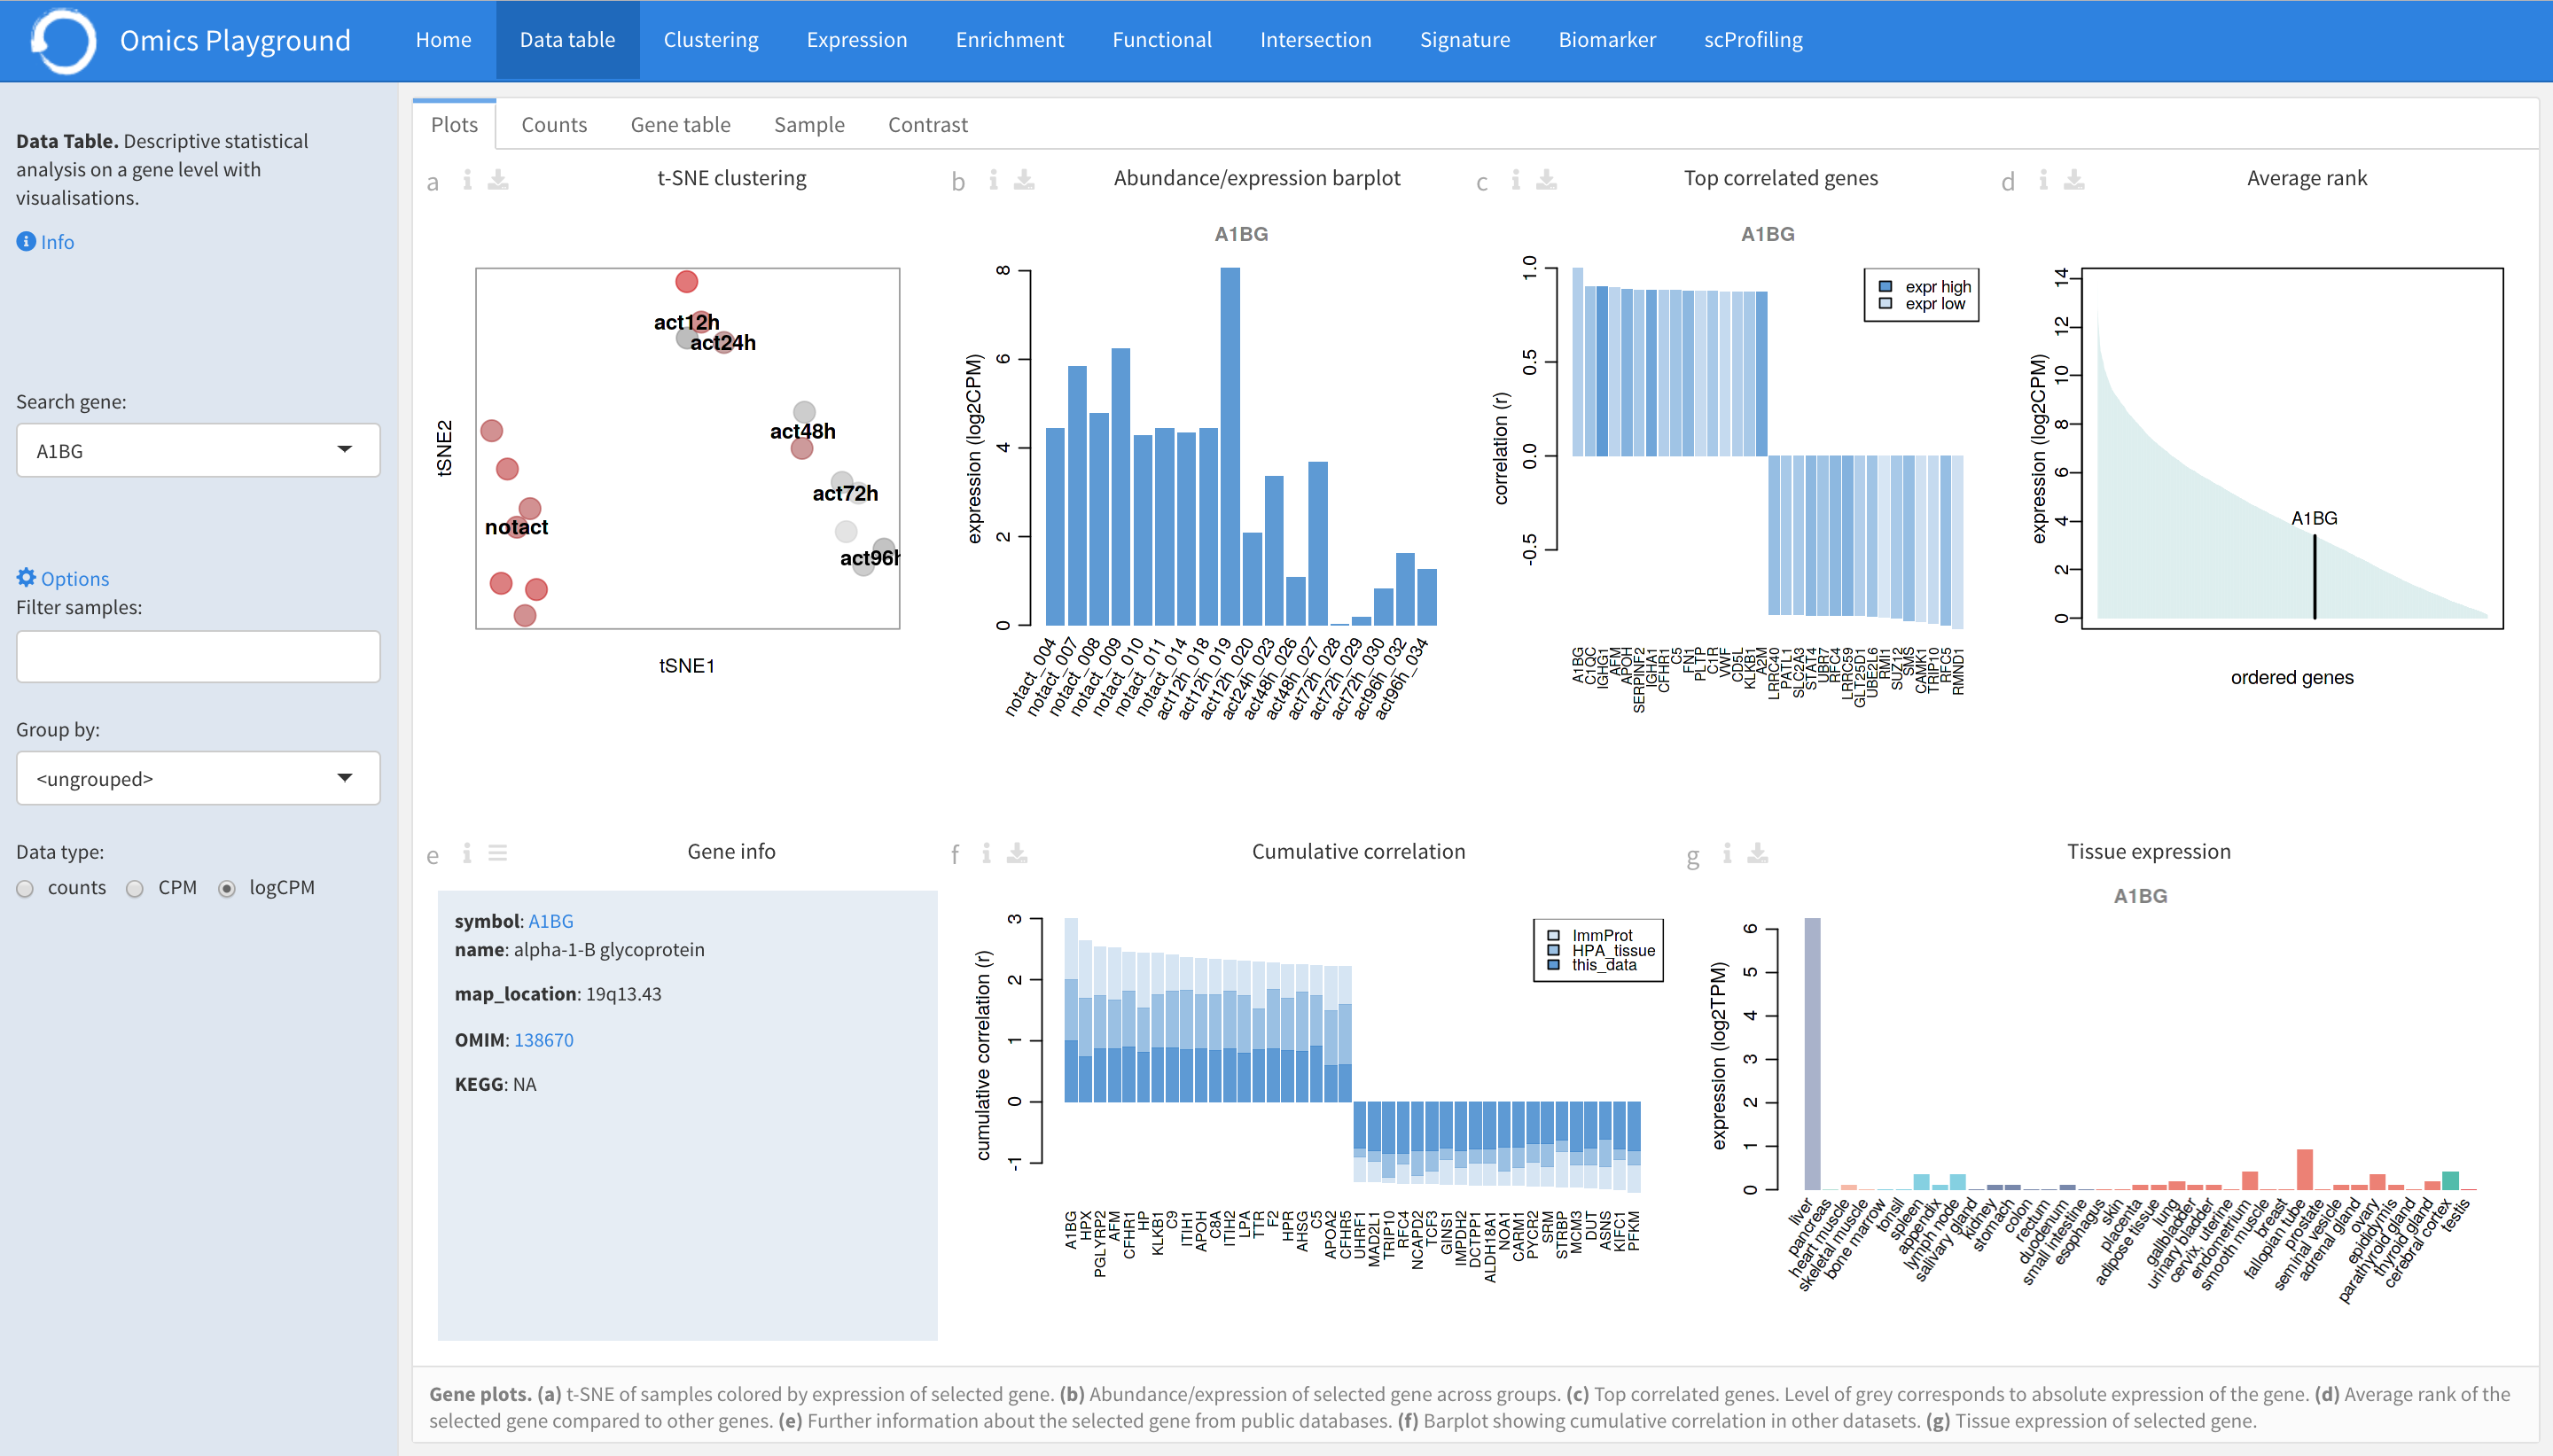 Omics Playground
Home
Data table
Clustering
Expression
Enrichment
Functional
Intersection
Signature
Biomarker
scProfiling
Data Table. Descriptive statistical
analysis on a gene level with
visualisations.
Info
Search gene:
A1BG
Options
Filter samples:
Group by:
<ungrouped>
Data type:
counts
CPM
logCPM
Plots
Counts
Gene table
Sample
Contrast
a
t-SNE clustering
act12h
act24h
act48h
act72h
notact
act96h
tSNE2
tSNE1
b
Abundance/expression barplot
A1BG
expression (log2CPM)
8
6
4
2
0
notact_004
notact_007
notact_008
notact_009
notact_010
notact_011
notact_014
act12h_018
act12h_019
act12h_020
act24h_023
act48h_026
act48h_027
act72h_028
act72h_029
act72h_030
act96h_032
act96h_034
c
Top correlated genes
A1BG
correlation (r)
1.0
0.5
0.0
-0.5
expr high
expr low
A1BG
C1QC
IGHG1
AFM
APOH
SERPINF2
IGHA1
CFHR1
C5
FN1
PLTP
C1R
VWF
CD5L
KLKB1
A2M
LRRC40
PATL1
SLC2A3
STAT4
UBR7
RFC4
LRRC59
GLT25D1
UBE2L6
RMI1
SUZ12
SMS
CAMK1
TRIP10
RFC5
RMND1
d
Average rank
expression (log2CPM)
14
12
10
8
6
4
2
0
A1BG
ordered genes
e
Gene info
symbol: A1BG
name: alpha-1-B glycoprotein
map_location: 19q13.43
OMIM: 138670
KEGG: NA
f
Cumulative correlation
cumulative correlation (r)
3
2
1
0
-1
ImmProt
HPA_tissue
this_data
A1BG
HPX
PGLYRP2
AFM
CFHR1
HP
KLKB1
C9
ITIH1
APOH
C8A
ITIH2
LPA
TTR
F2
HPR
AHSG
C5
APOA2
CFHR5
UHRF1
MAD2L1
TRIP10
RFC4
NCAPD2
TCF3
GINS1
IMPDH2
DCTPP1
ALDH18A1
NOA1
CARM1
PYCR2
SRM
STRBP
MCM3
DUT
ASNS
KIFC1
PFKM
g
Tissue expression
A1BG
expression (log2TPM)
6
5
4
3
2
1
0
liver
pancreas
heart muscle
skeletal muscle
bone marrow
tonsil
spleen
appendix
lymph node
salivary gland
kidney
stomach
colon
rectum
duodenum
small intestine
esophagus
skin
placenta
adipose tissue
lung
gallbladder
urinary bladder
cervix, uterine
endometrium
smooth muscle
breast
fallopian tube
prostate
seminal vesicle
adrenal gland
ovary
epididymis
parathyroid gland
thyroid gland
cerebral cortex
testis
Gene plots. (a) t-SNE of samples colored by expression of selected gene. (b) Abundance/expression of selected gene across groups. (c) Top correlated genes. Level of grey corresponds to absolute expression of the gene. (d) Average rank of the
selected gene compared to other genes. (e) Further information about the selected gene from public databases. (f) Barplot showing cumulative correlation in other datasets. (g) Tissue expression of selected gene.